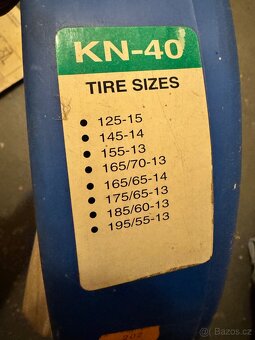 KN-40
TIRE SIZES
• 125-15
• 145-14
• 155-13
• 165/70-13
• 165/65-14
• 175/65-13
• 185/60-13
• 195/55-13
Bazoš.cz